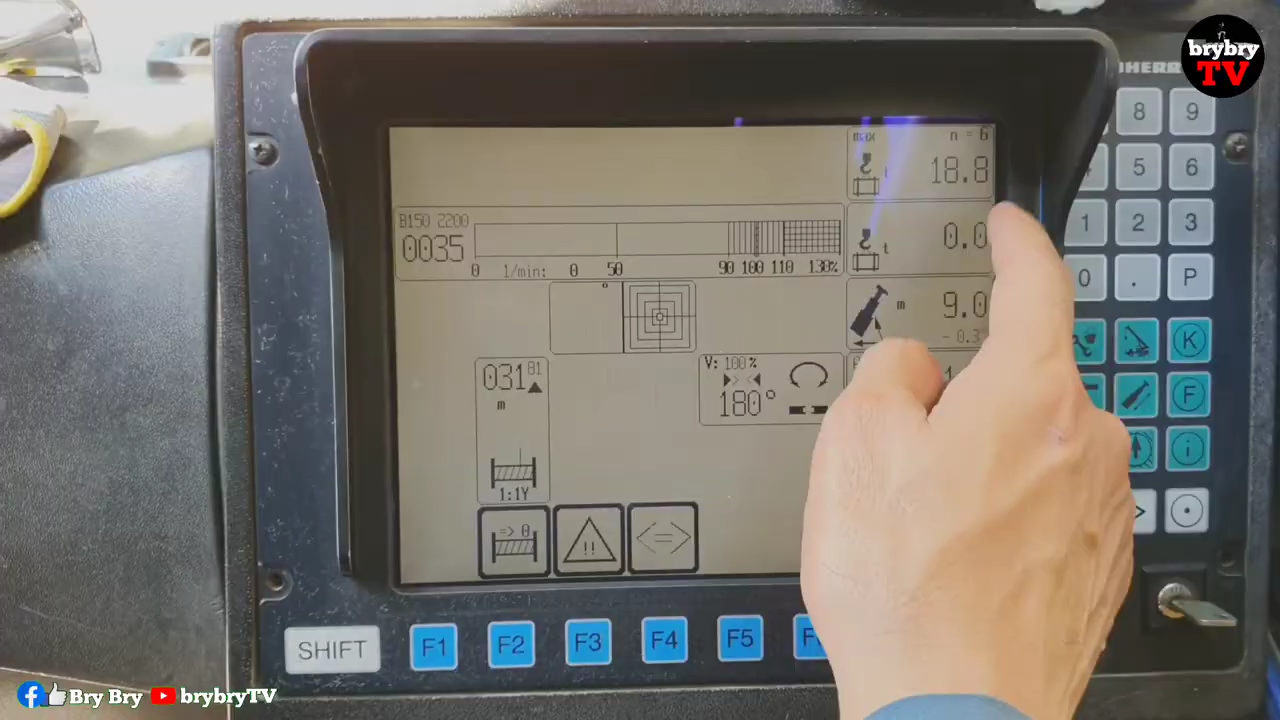 brybry
TV
max n = 6
t 18.8
B150 2200
0035
0 1/min: 0 50 90 100 110 130%
t 0.0
m 9.0
- 0.3
031 B1
m
V: 100%
180°
1:1Y
=> 0
!!
<=>
8 9
5 6
1 2 3
0 . P
K
F
i
>
SHIFT F1 F2 F3 F4 F5
Bry Bry brybryTV